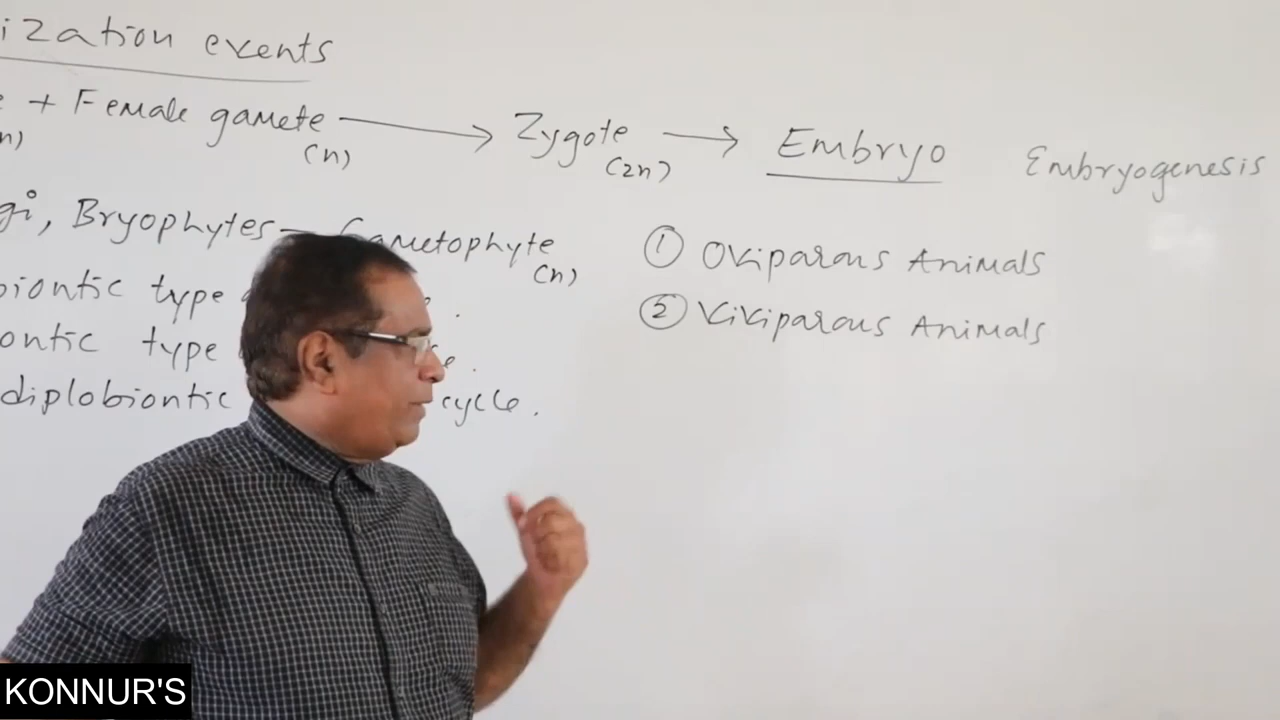 ization events
+ Female gamete → Zygote → Embryo Embryogenesis
n) (n) (2n)
gi, Bryophytes — Gametophyte
(n)
① Oviparous Animals
biontic type
② Viviparous Animals
ontic type
diplobiontic cycle.
KONNUR'S